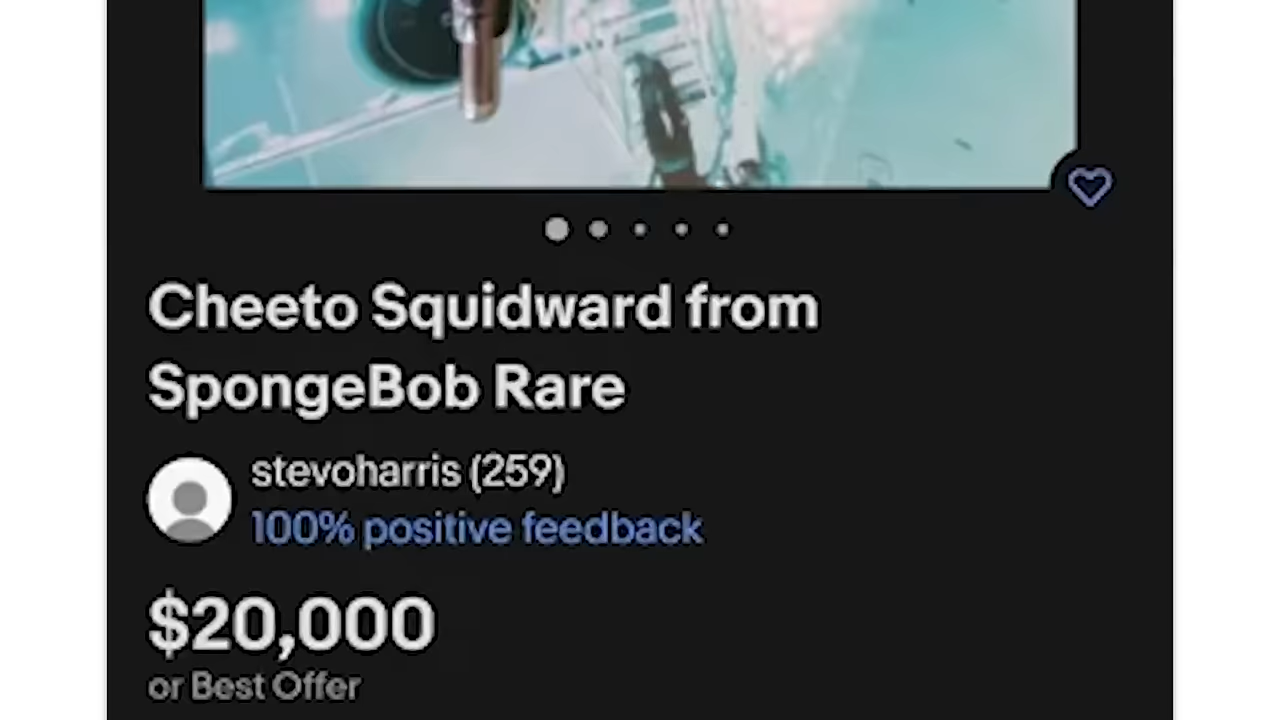 Cheeto Squidward from
SpongeBob Rare
stevoharris (259)
100% positive feedback
$20,000
or Best Offer